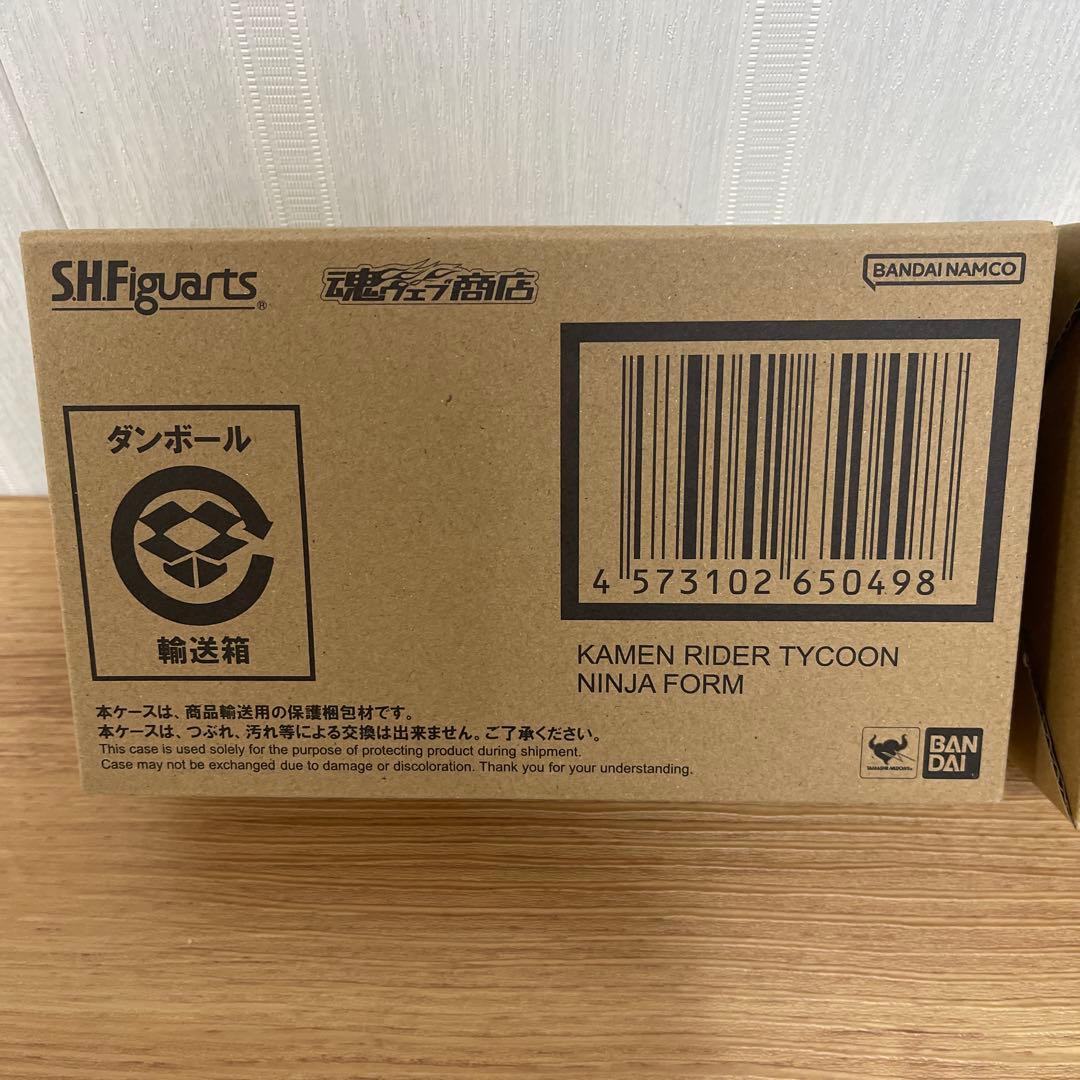 S.H.Figuarts®
魂ウェブ商店
BANDAI NAMCO
ダンボール
輸送箱
4 573102 650498
KAMEN RIDER TYCOON
NINJA FORM
本ケースは、商品輸送用の保護梱包材です。
本ケースは、つぶれ、汚れ等による交換は出来ません。ご了承ください。
This case is used solely for the purpose of protecting product during shipment.
Case may not be exchanged due to damage or discoloration. Thank you for your understanding.
TAMASHII NATIONS
BAN
DAI